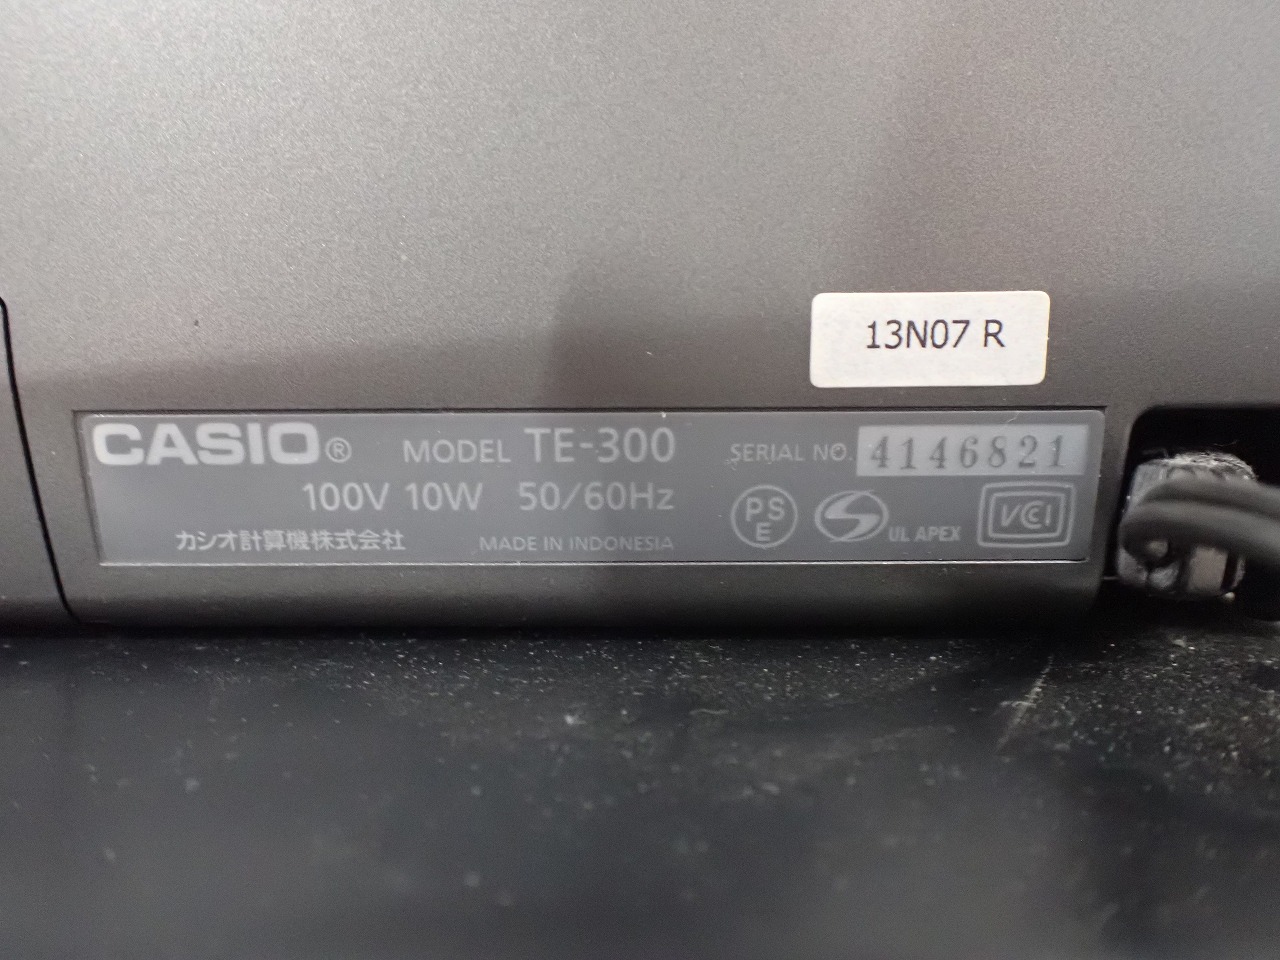 13N07 R
CASIO® MODEL TE-300 SERIAL NO. 4146821
100V 10W 50/60Hz
カシオ計算機株式会社 MADE IN INDONESIA
PS
E
UL APEX
VCI